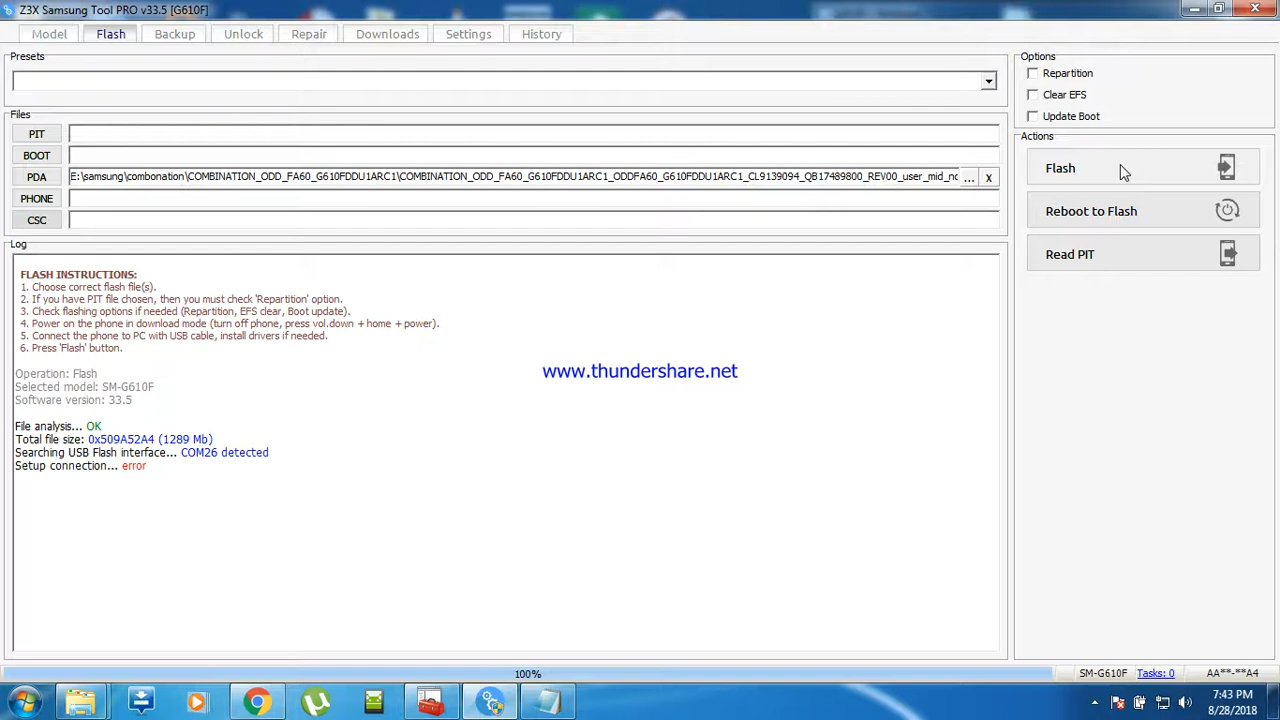 Z3X Samsung Tool PRO v33.5 [G610F]
Model Flash Backup Unlock Repair Downloads Settings History
Presets
Files
PIT
BOOT
PDA E:\samsung\combonation\COMBINATION_ODD_FA60_G610FDDU1ARC1\COMBINATION_ODD_FA60_G610FDDU1ARC1_ODDFA60_G610FDDU1ARC1_CL9139094_QB17489800_REV00_user_mid_nc ... x
PHONE
CSC
Log
FLASH INSTRUCTIONS:
1. Choose correct flash file(s).
2. If you have PIT file chosen, then you must check 'Repartition' option.
3. Check flashing options if needed (Repartition, EFS clear, Boot update).
4. Power on the phone in download mode (turn off phone, press vol.down + home + power).
5. Connect the phone to PC with USB cable, install drivers if needed.
6. Press 'Flash' button.
Operation: Flash
Selected model: SM-G610F
Software version: 33.5
File analysis... OK
Total file size: 0x509A52A4 (1289 Mb)
Searching USB Flash interface... COM26 detected
Setup connection... error
www.thundershare.net
Options
Repartition
Clear EFS
Update Boot
Actions
Flash
Reboot to Flash
Read PIT
100%
SM-G610F Tasks: 0 AA**-**A4
7:43 PM
8/28/2018